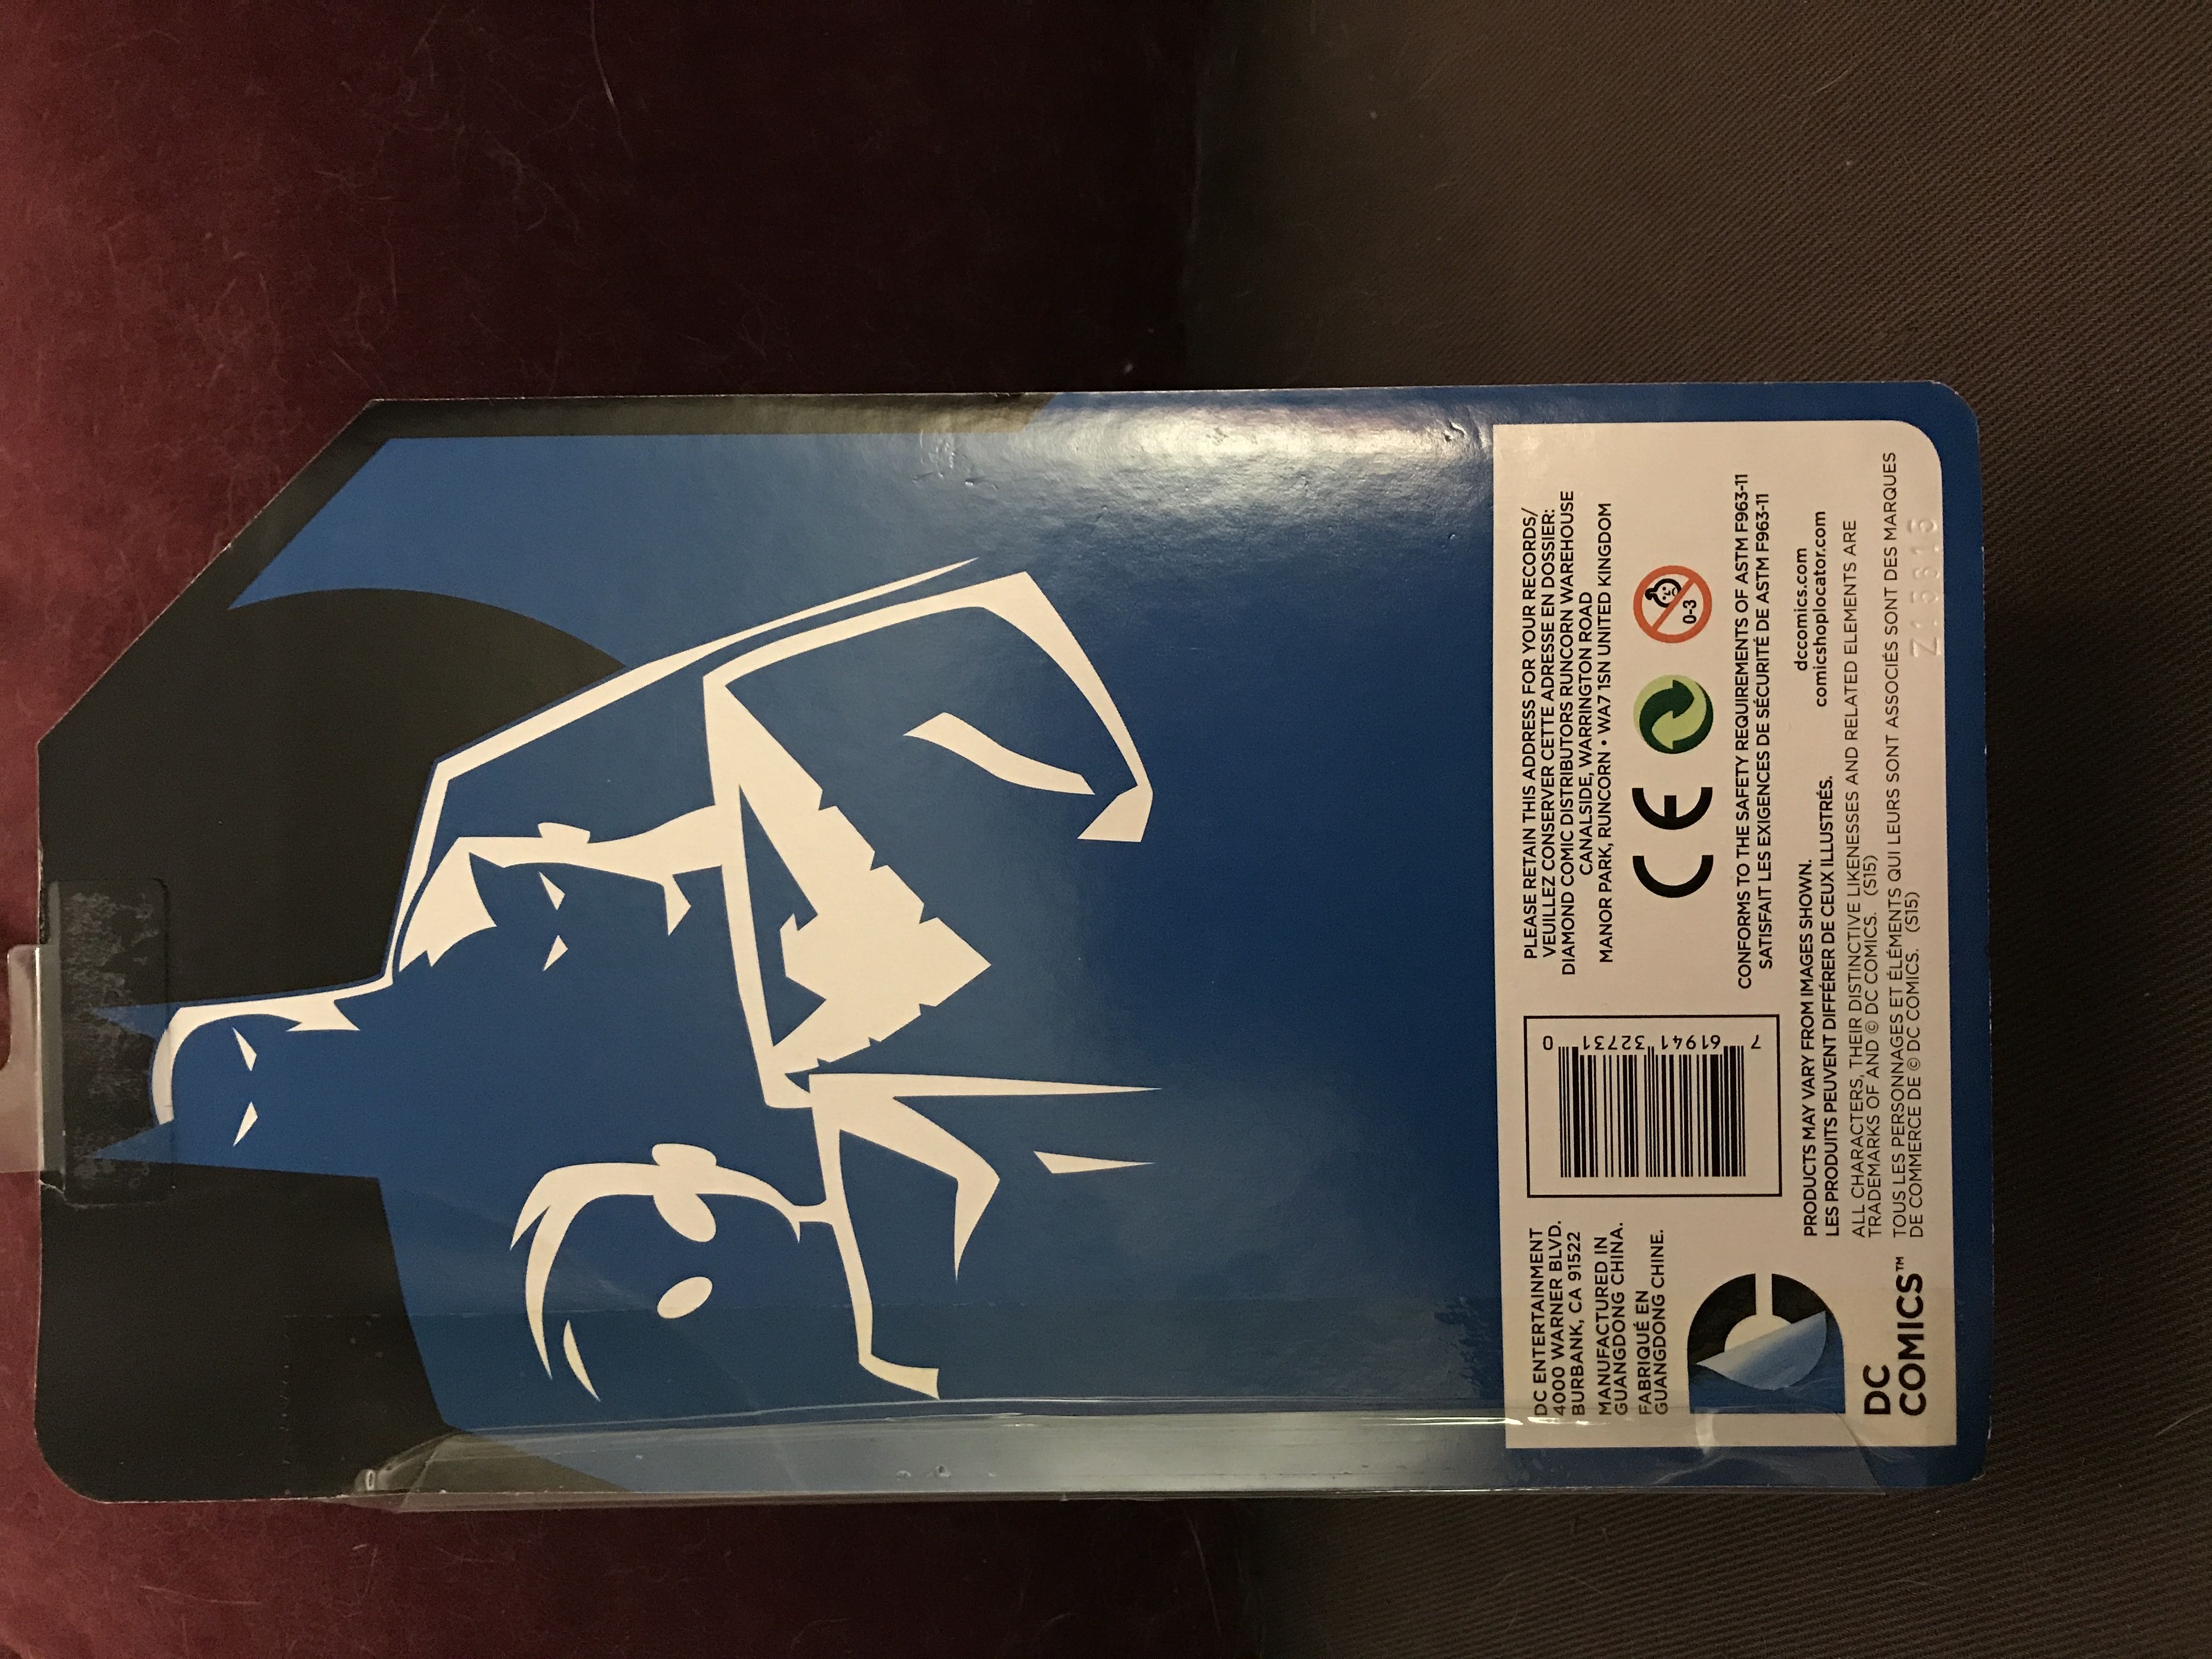 DC ENTERTAINMENT
4000 WARNER BLVD.
BURBANK, CA 91522
MANUFACTURED IN
GUANGDONG CHINA.
FABRIQUÉ EN
GUANGDONG CHINE.
DC
COMICS™
7 61941 32731 0
PLEASE RETAIN THIS ADDRESS FOR YOUR RECORDS/
VEUILLEZ CONSERVER CETTE ADRESSE EN DOSSIER:
DIAMOND COMIC DISTRIBUTORS RUNCORN WAREHOUSE
CANALSIDE, WARRINGTON ROAD
MANOR PARK, RUNCORN • WA7 1SN UNITED KINGDOM
CE
0-3
CONFORMS TO THE SAFETY REQUIREMENTS OF ASTM F963-11
SATISFAIT LES EXIGENCES DE SÉCURITÉ DE ASTM F963-11
PRODUCTS MAY VARY FROM IMAGES SHOWN.
LES PRODUITS PEUVENT DIFFÉRER DE CEUX ILLUSTRÉS.
dccomics.com
comicshoplocator.com
ALL CHARACTERS, THEIR DISTINCTIVE LIKENESSES AND RELATED ELEMENTS ARE
TRADEMARKS OF AND © DC COMICS. (S15)
TOUS LES PERSONNAGES ET ÉLÉMENTS QUI LEURS SONT ASSOCIÉS SONT DES MARQUES
DE COMMERCE DE © DC COMICS. (S15)